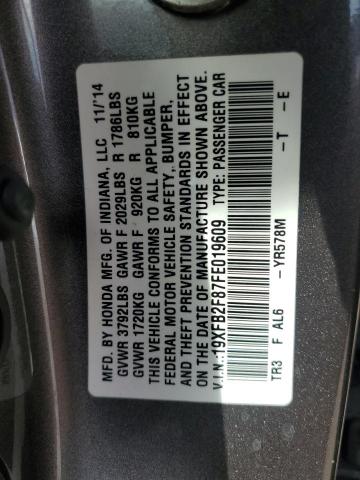 MFD. BY HONDA MFG. OF INDIANA, LLC 11/'14
GVWR 3792LBS GAWR F 2029LBS R 1786LBS
GVWR 1720KG GAWR F 920KG R 810KG
THIS VEHICLE CONFORMS TO ALL APPLICABLE
FEDERAL MOTOR VEHICLE SAFETY, BUMPER,
AND THEFT PREVENTION STANDARDS IN EFFECT
ON THE DATE OF MANUFACTURE SHOWN ABOVE.
V.I.N.: 19XFB2F87FE019609 TYPE: PASSENGER CAR
TR3 F AL6 -YR578M -T -E